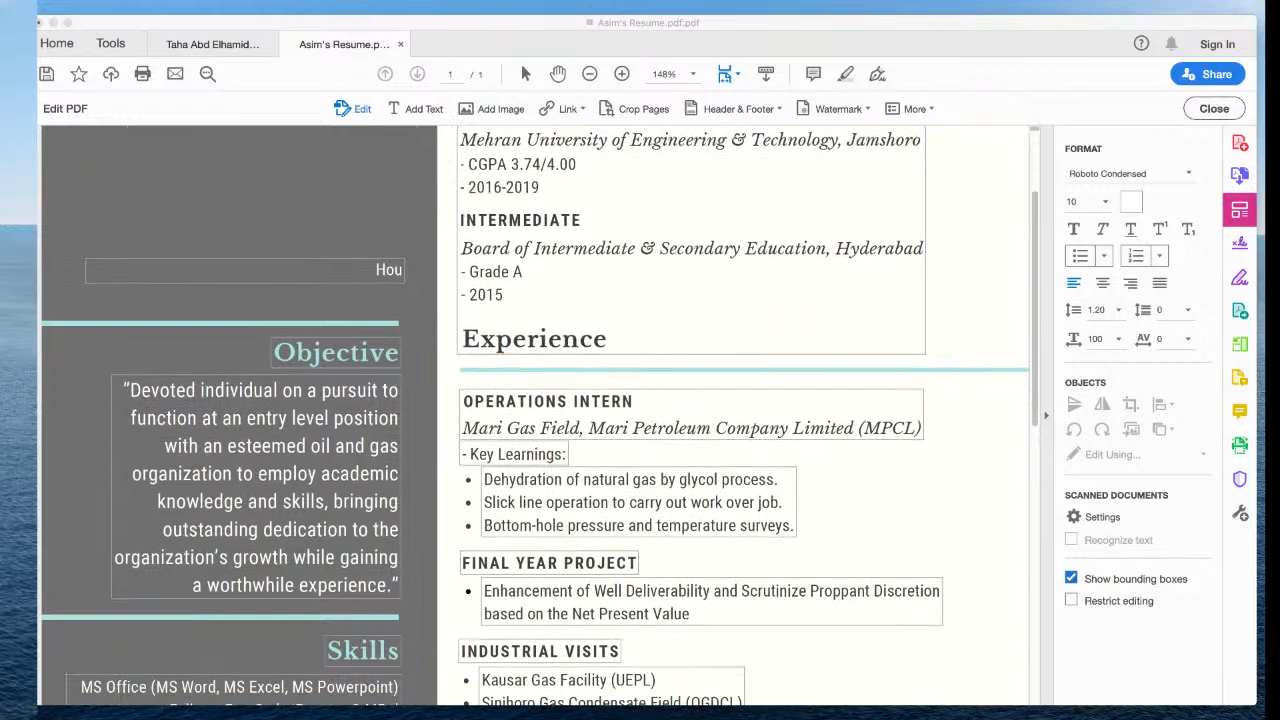 Asim's Resume.pdf.pdf
Home
Tools
Taha Abd Elhamid...
Asim's Resume.p...
×
Sign In
1 / 1
148%
Share
Edit PDF
Edit
Add Text
Add Image
Link
Crop Pages
Header & Footer
Watermark
More
Close
Hou
Objective
"Devoted individual on a pursuit to
function at an entry level position
with an esteemed oil and gas
organization to employ academic
knowledge and skills, bringing
outstanding dedication to the
organization's growth while gaining
a worthwhile experience."
Skills
MS Office (MS Word, MS Excel, MS Powerpoint)
Mehran University of Engineering & Technology, Jamshoro
- CGPA 3.74/4.00
- 2016-2019
INTERMEDIATE
Board of Intermediate & Secondary Education, Hyderabad
- Grade A
- 2015
Experience
OPERATIONS INTERN
Mari Gas Field, Mari Petroleum Company Limited (MPCL)
- Key Learnings:
• Dehydration of natural gas by glycol process.
• Slick line operation to carry out work over job.
• Bottom-hole pressure and temperature surveys.
FINAL YEAR PROJECT
• Enhancement of Well Deliverability and Scrutinize Proppant Discretion
based on the Net Present Value
INDUSTRIAL VISITS
• Kausar Gas Facility (UEPL)
• Sinjhoro Gas Condensate Field (OGDCL)
FORMAT
Roboto Condensed
10
1.20
0
100
0
OBJECTS
Edit Using...
SCANNED DOCUMENTS
Settings
Recognize text
Show bounding boxes
Restrict editing